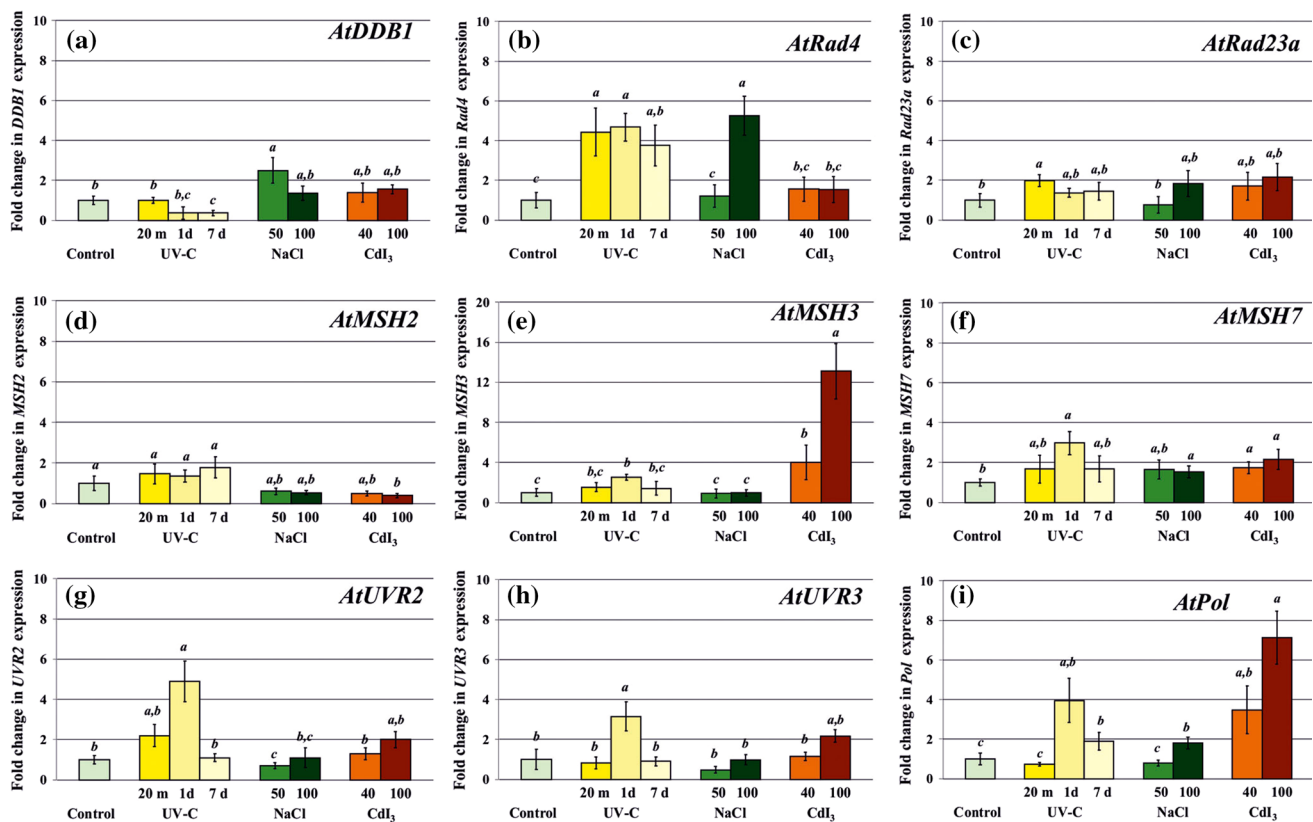 (a) AtDDB1
Fold change in DDB1 expression
10
8
6
4
2
0
b
b
b,c
c
a
a,b
a,b
a,b
20 m 1d 7 d 50 100 40 100
Control UV-C NaCl CdI3
(b) AtRad4
Fold change in Rad4 expression
10
8
6
4
2
0
c
a
a
a,b
c
a
b,c
b,c
20 m 1d 7 d 50 100 40 100
Control UV-C NaCl CdI3
(c) AtRad23a
Fold change in Rad23a expression
10
8
6
4
2
0
b
a
a,b
a,b
b
a,b
a,b
a,b
20 m 1d 7 d 50 100 40 100
Control UV-C NaCl CdI3
(d) AtMSH2
Fold change in MSH2 expression
10
8
6
4
2
0
a
a
a
a
a,b
a,b
a,b
b
20 m 1d 7 d 50 100 40 100
Control UV-C NaCl CdI3
(e) AtMSH3
Fold change in MSH3 expression
20
16
12
8
4
0
c
b,c
b
b,c
c
c
b
a
20 m 1d 7 d 50 100 40 100
Control UV-C NaCl CdI3
(f) AtMSH7
Fold change in MSH7 expression
10
8
6
4
2
0
b
a,b
a
a,b
a,b
a
a
a
20 m 1d 7 d 50 100 40 100
Control UV-C NaCl CdI3
(g) AtUVR2
Fold change in UVR2 expression
10
8
6
4
2
0
b
a,b
a
b
c
b,c
b
a,b
20 m 1d 7 d 50 100 40 100
Control UV-C NaCl CdI3
(h) AtUVR3
Fold change in UVR3 expression
10
8
6
4
2
0
b
b
a
b
b
b
b
a,b
20 m 1d 7 d 50 100 40 100
Control UV-C NaCl CdI3
(i) AtPol
Fold change in Pol expression
10
8
6
4
2
0
c
c
a,b
b
c
b
a,b
a
20 m 1d 7 d 50 100 40 100
Control UV-C NaCl CdI3